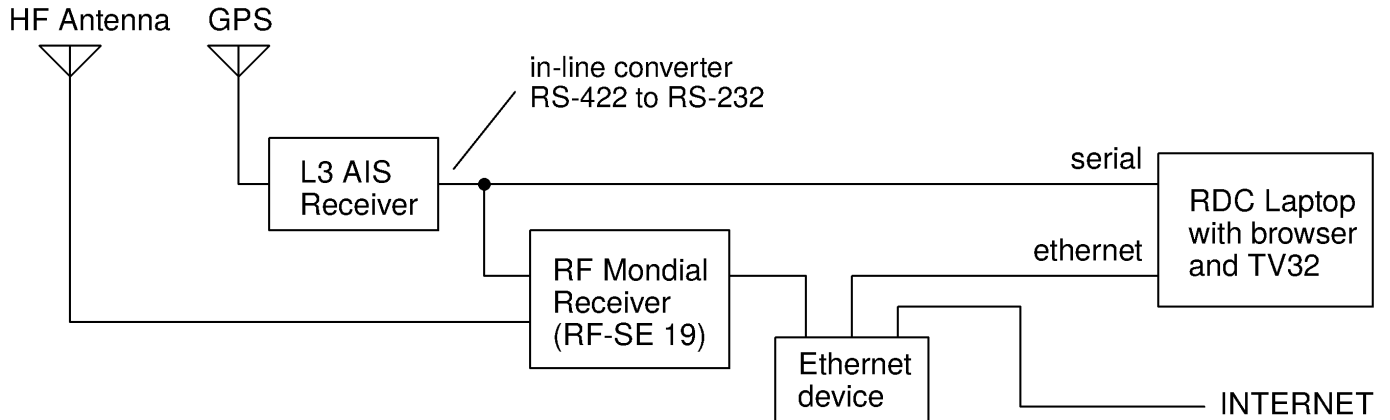 HF Antenna
GPS
in-line converter
RS-422 to RS-232
L3 AIS
Receiver
serial
RDC Laptop
with browser
and TV32
ethernet
RF Mondial
Receiver
(RF-SE 19)
Ethernet
device
INTERNET